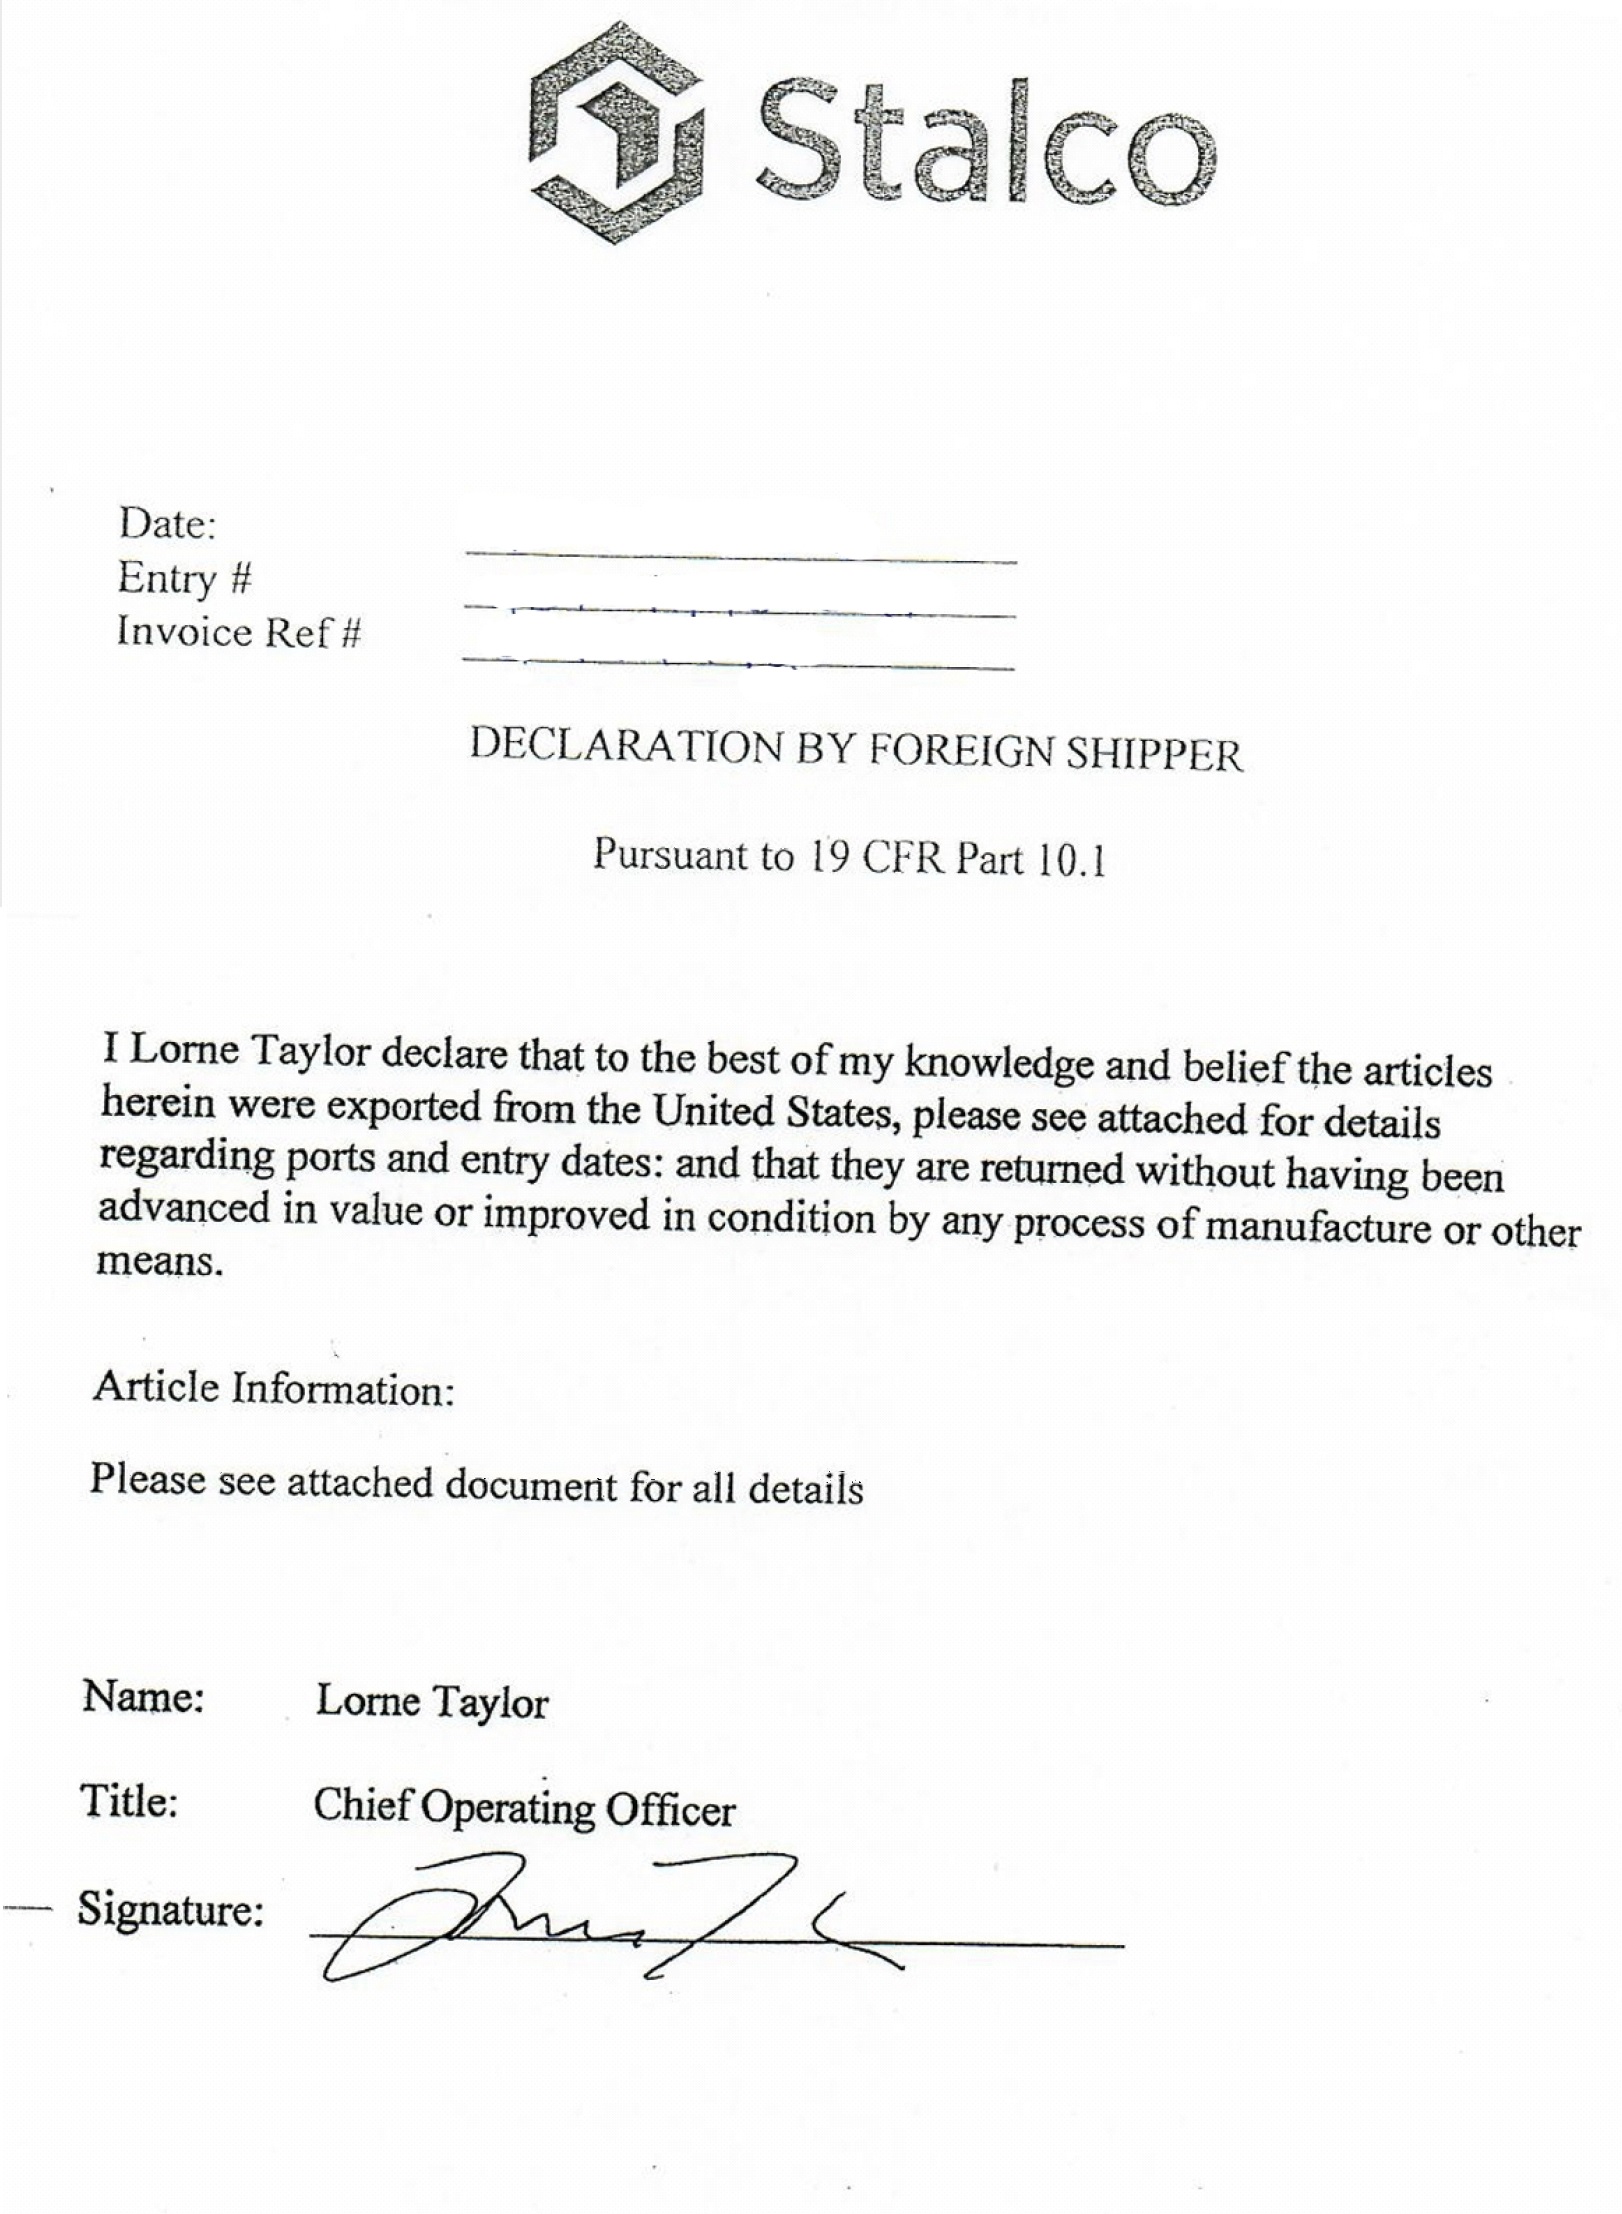 Stalco
Date:
Entry #
Invoice Ref #
DECLARATION BY FOREIGN SHIPPER
Pursuant to 19 CFR Part 10.1
I Lorne Taylor declare that to the best of my knowledge and belief the articles
herein were exported from the United States, please see attached for details
regarding ports and entry dates: and that they are returned without having been
advanced in value or improved in condition by any process of manufacture or other
means.
Article Information:
Please see attached document for all details
Name: Lorne Taylor
Title: Chief Operating Officer
Signature: